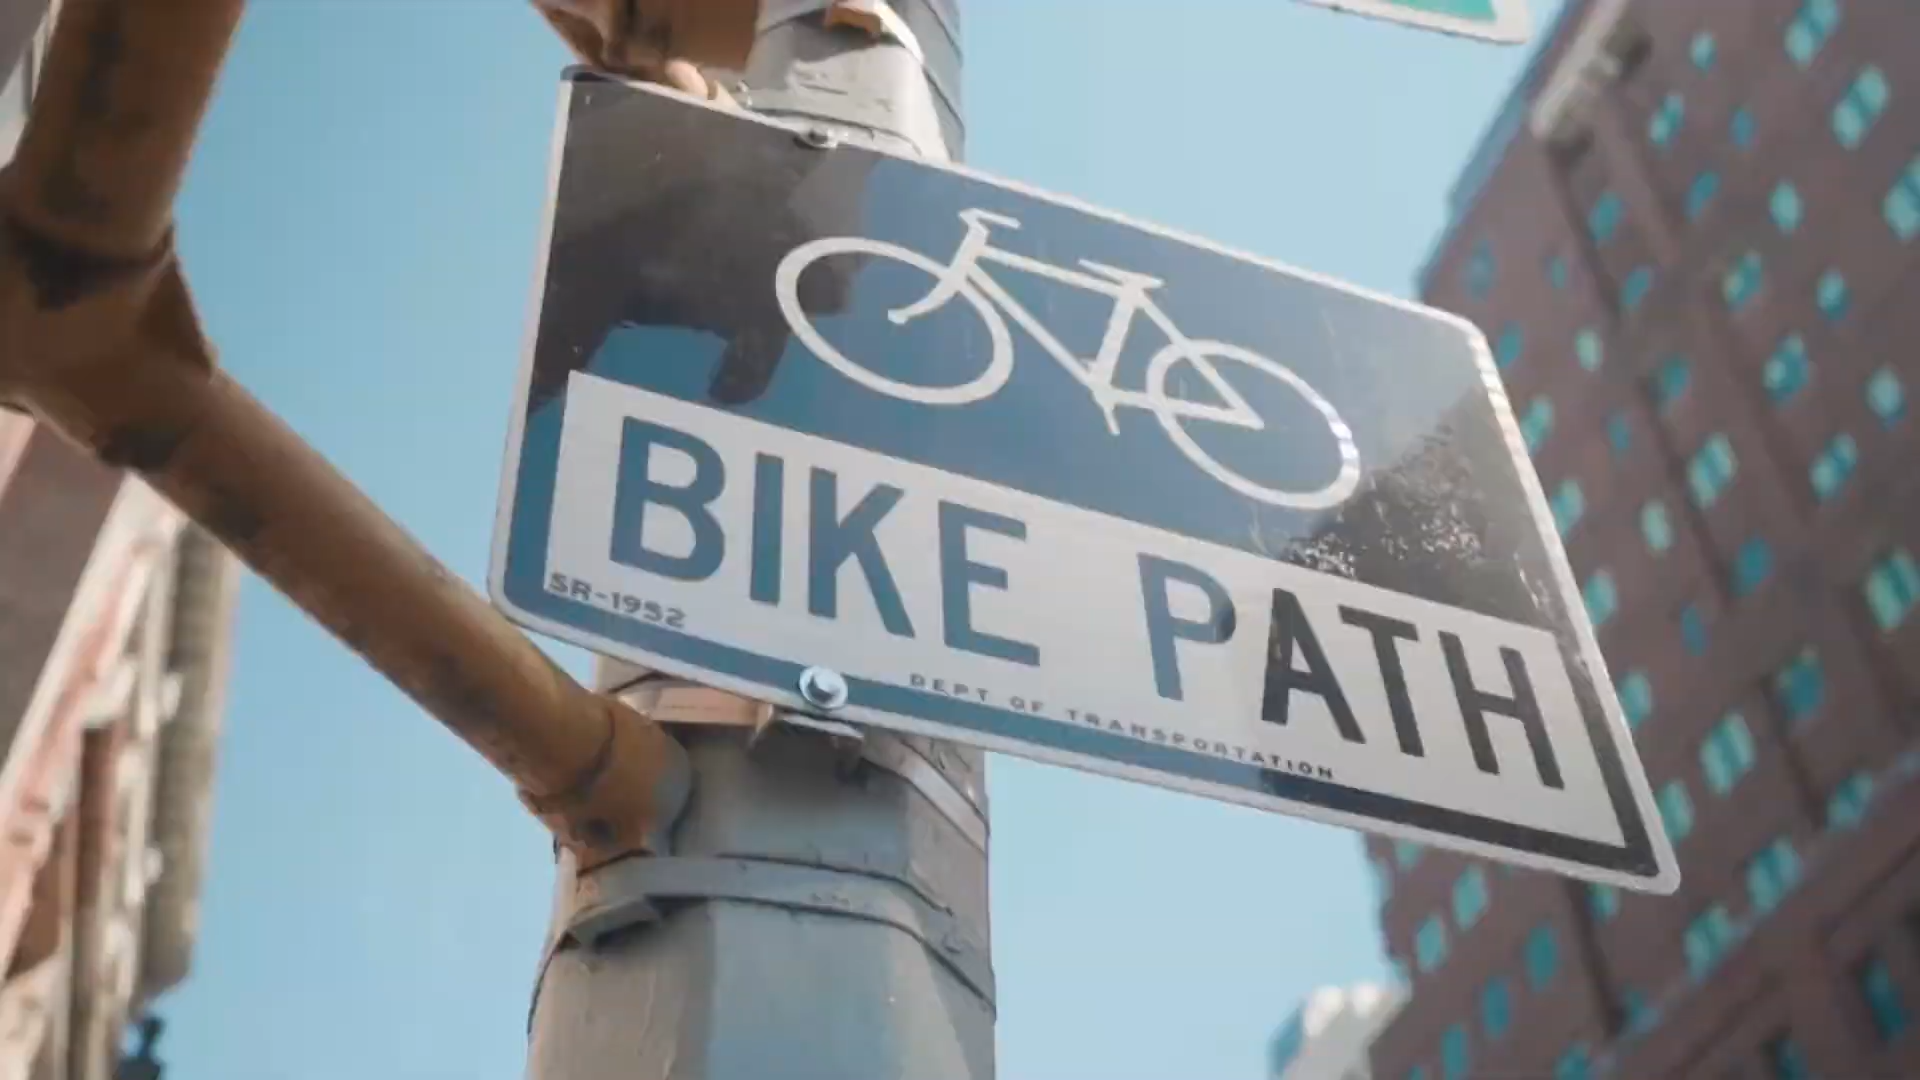 BIKE PATH
SR-1952
DEPT OF TRANSPORTATION